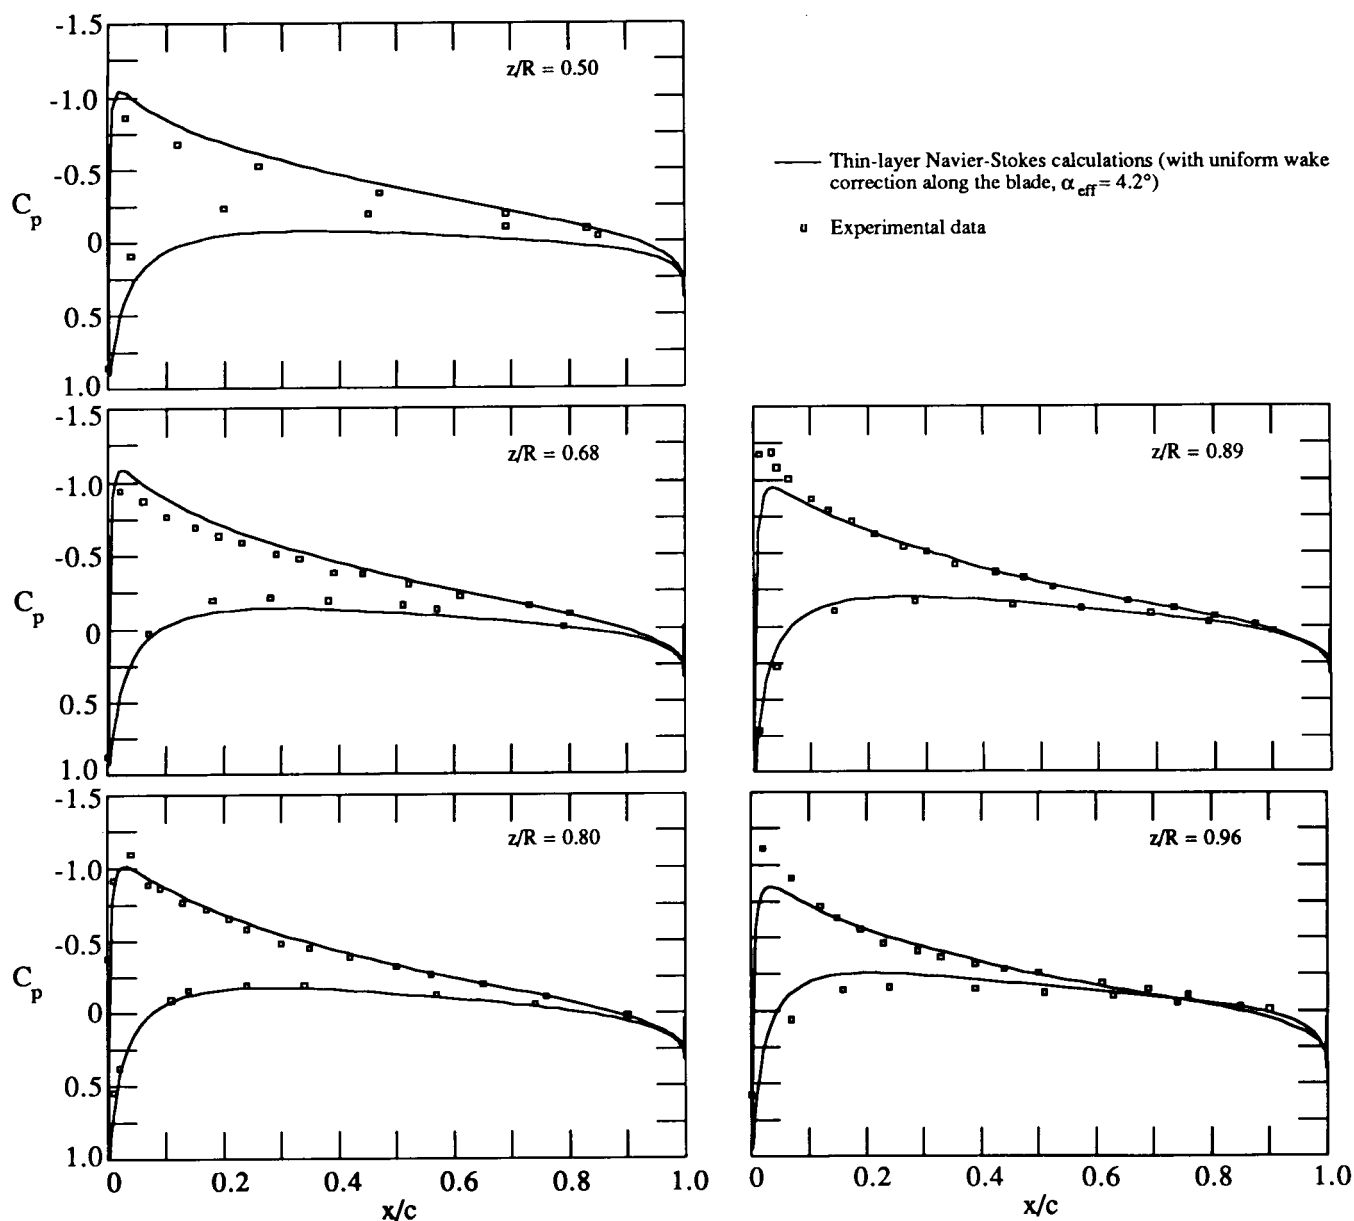 -1.5
z/R = 0.50
-1.0
-0.5
C_p
0
0.5
1.0
Thin-layer Navier-Stokes calculations (with uniform wake
correction along the blade, α_eff = 4.2°)
Experimental data
-1.5
z/R = 0.68
-1.0
-0.5
C_p
0
0.5
1.0
z/R = 0.89
-1.5
z/R = 0.80
-1.0
-0.5
C_p
0
0.5
1.0
0 0.2 0.4 0.6 0.8 1.0
x/c
z/R = 0.96
0 0.2 0.4 0.6 0.8 1.0
x/c